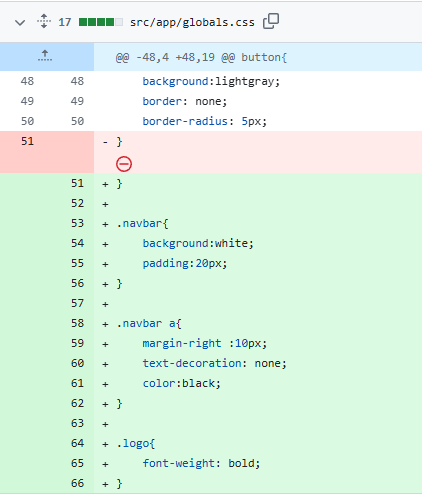 17 src/app/globals.css
@@ -48,4 +48,19 @@ button{
48 48 background:lightgray;
49 49 border: none;
50 50 border-radius: 5px;
51 - }
51 + }
52 +
53 + .navbar{
54 + background:white;
55 + padding:20px;
56 + }
57 +
58 + .navbar a{
59 + margin-right :10px;
60 + text-decoration: none;
61 + color:black;
62 + }
63 +
64 + .logo{
65 + font-weight: bold;
66 + }